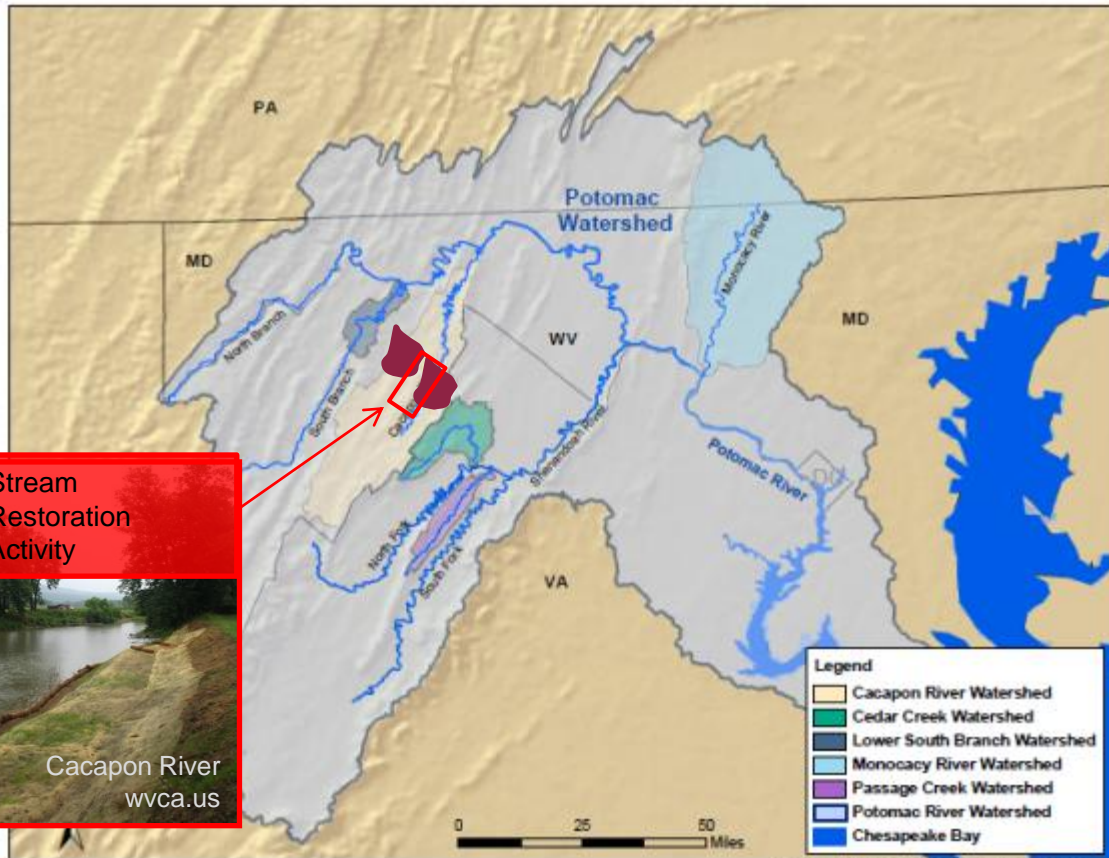 PA
Potomac
Watershed
Monocacy River
MD
MD
WV
North Branch
South Branch
Shenandoah River
Potomac River
North Fork
South Fork
VA
Stream
Restoration
Activity
Cacapon River
wvca.us
0 25 50
Miles
Legend
Cacapon River Watershed
Cedar Creek Watershed
Lower South Branch Watershed
Monocacy River Watershed
Passage Creek Watershed
Potomac River Watershed
Chesapeake Bay